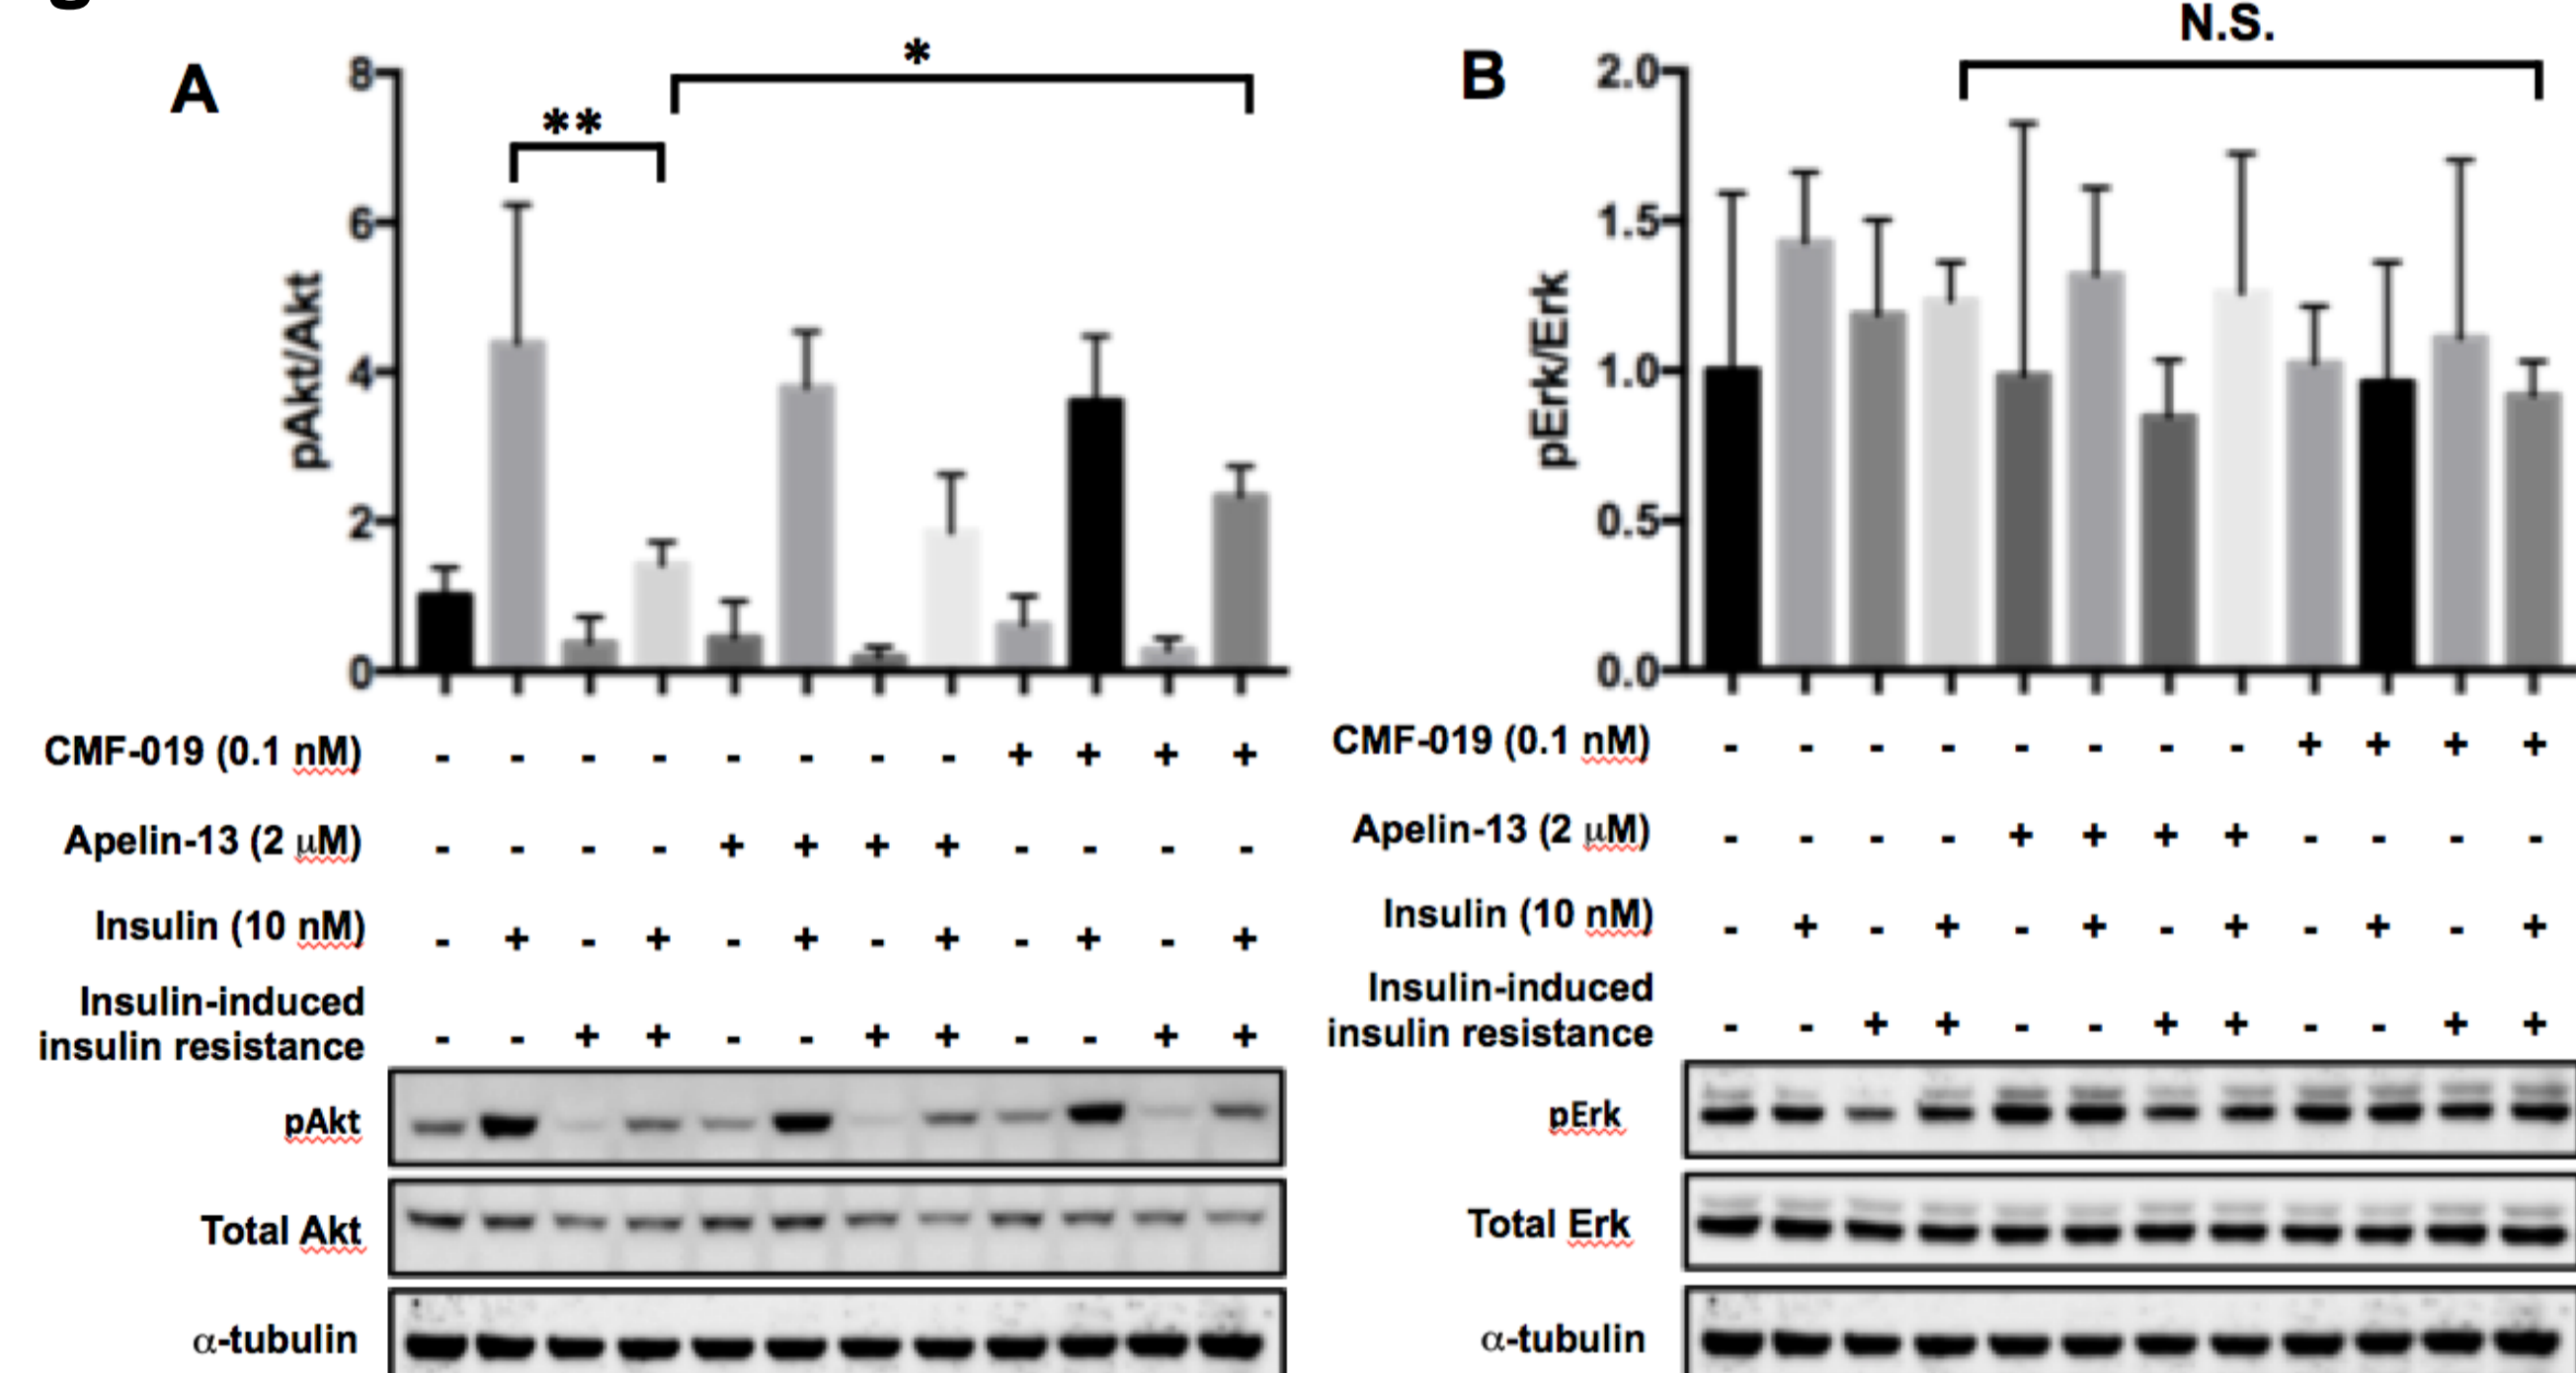 A
*
**
8
6
4
2
0
pAkt/Akt
CMF-019 (0.1 nM) - - - - - - - - + + + +
Apelin-13 (2 μM) - - - - + + + + - - - -
Insulin (10 nM) - + - + - + - + - + - +
Insulin-induced
insulin resistance - - + + - - + + - - + +
pAkt
Total Akt
α-tubulin
B
N.S.
2.0
1.5
1.0
0.5
0.0
pErk/Erk
CMF-019 (0.1 nM) - - - - - - - - + + + +
Apelin-13 (2 μM) - - - - + + + + - - - -
Insulin (10 nM) - + - + - + - + - + - +
Insulin-induced
insulin resistance - - + + - - + + - - + +
pErk
Total Erk
α-tubulin